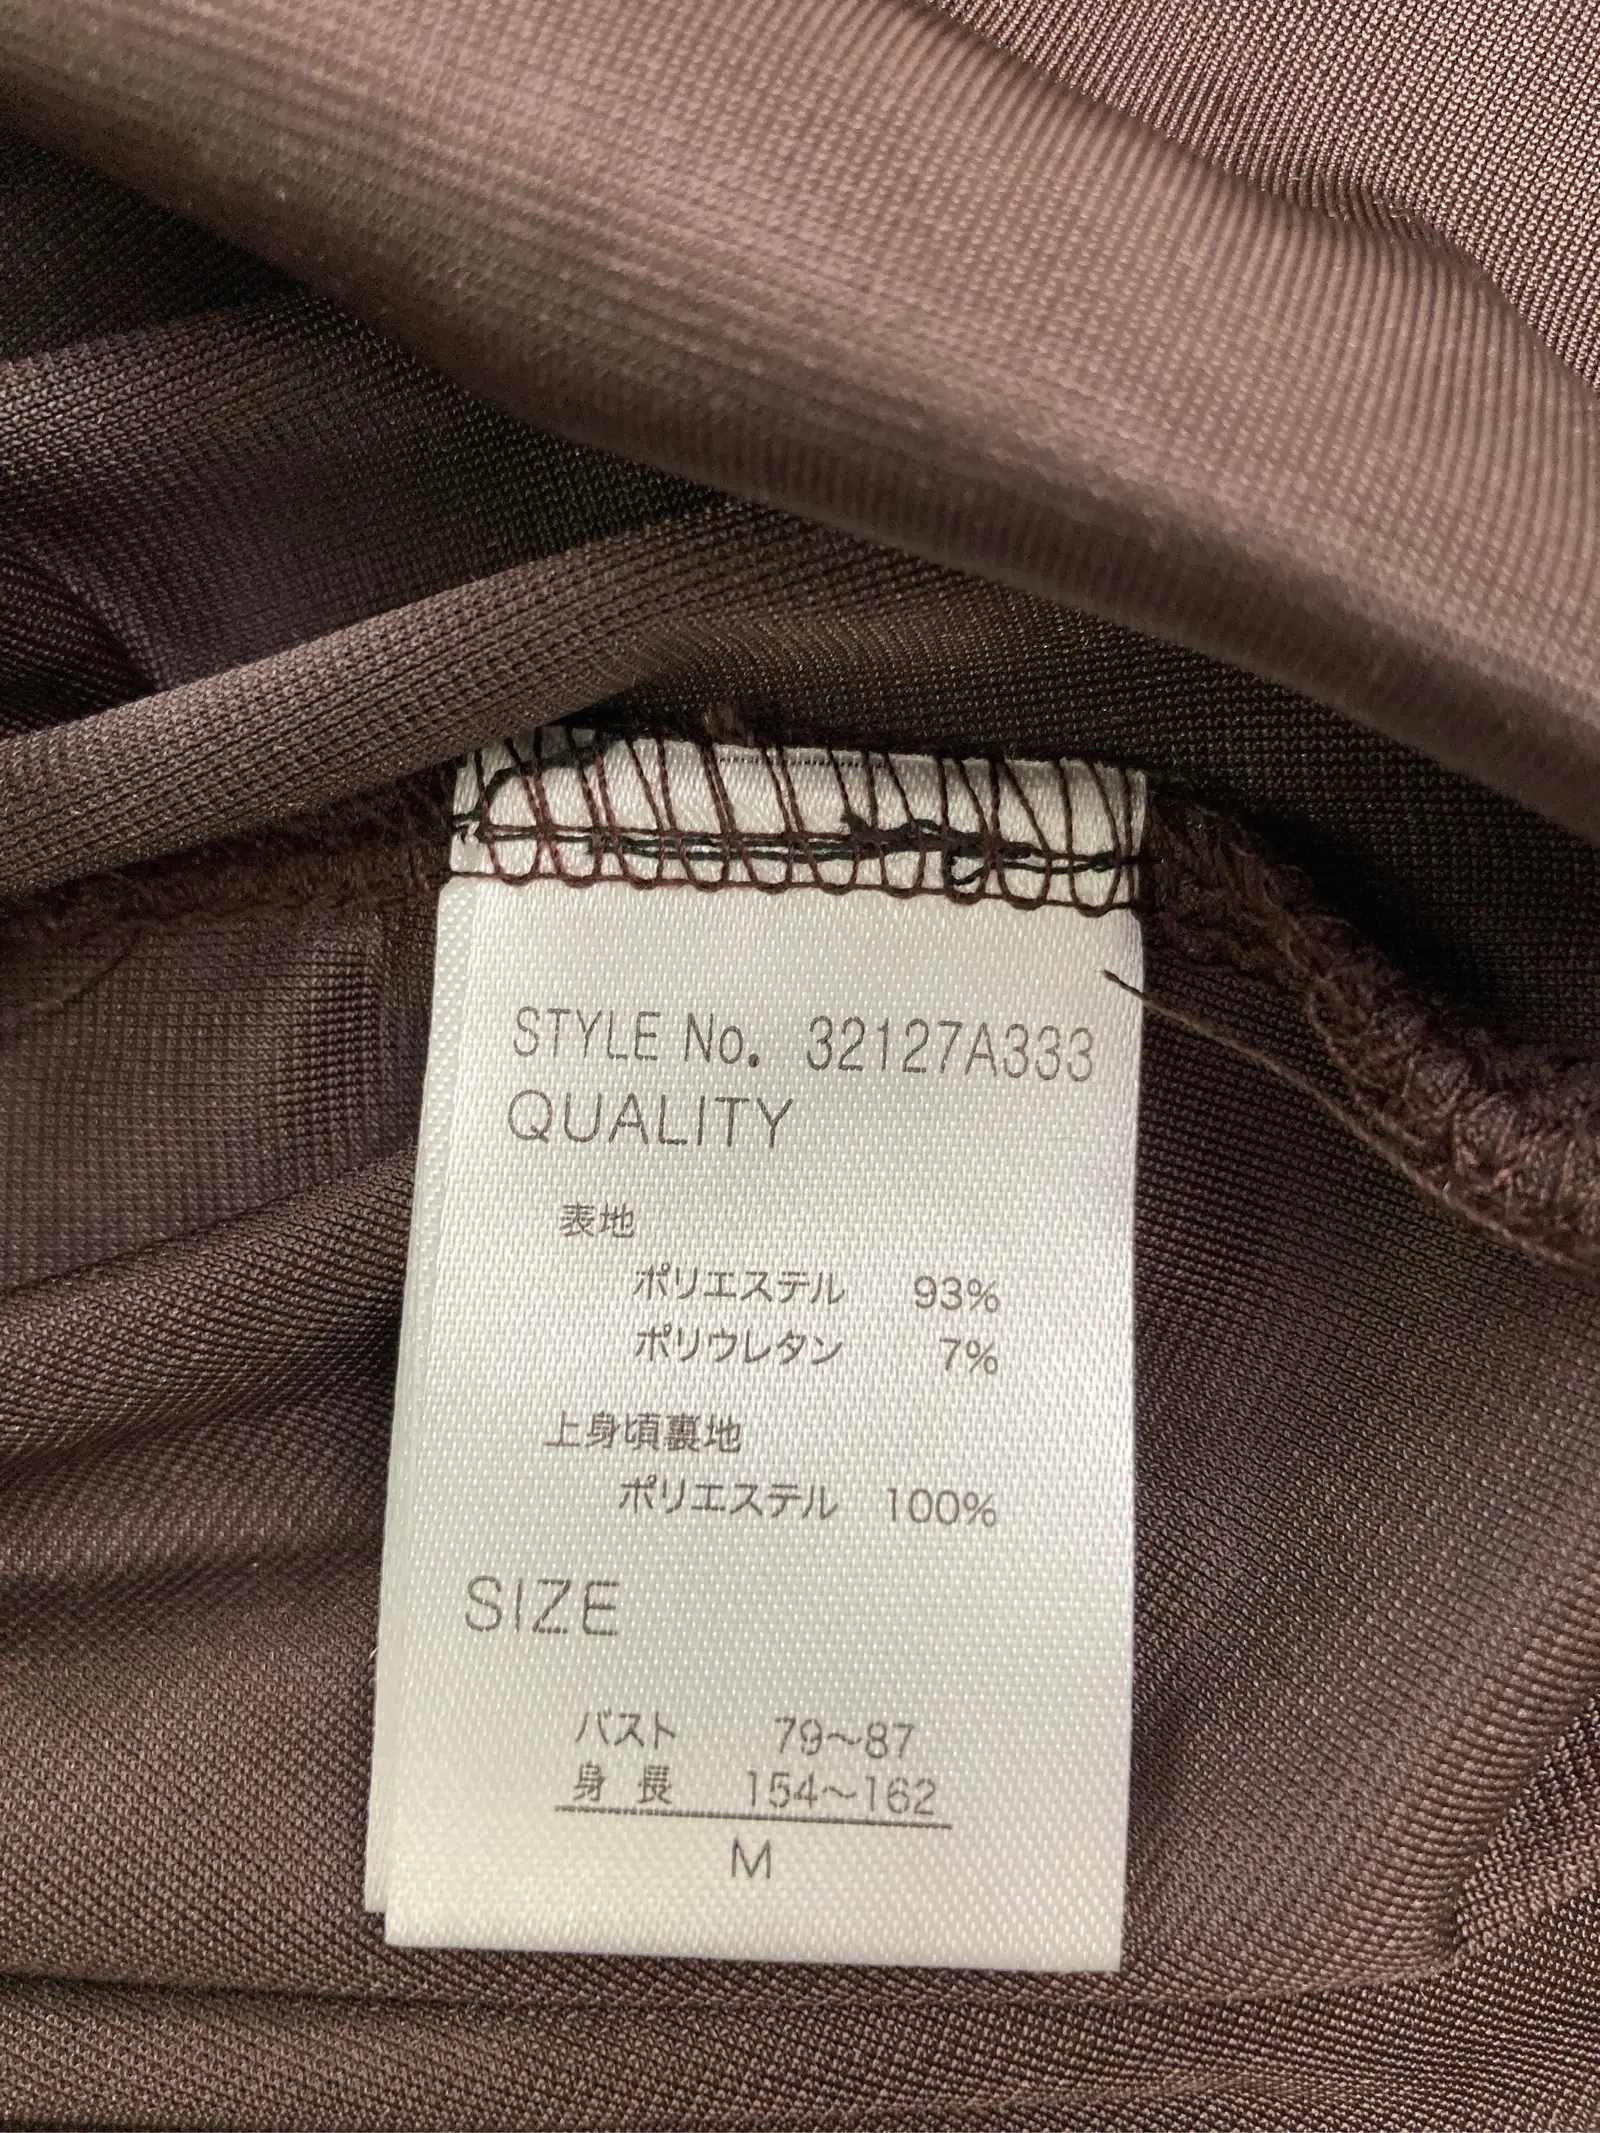 STYLE No. 32127A333
QUALITY
表地
ポリエステル 93%
ポリウレタン 7%
上身頃裏地
ポリエステル 100%
SIZE
バスト 79〜87
身長 154〜162
M